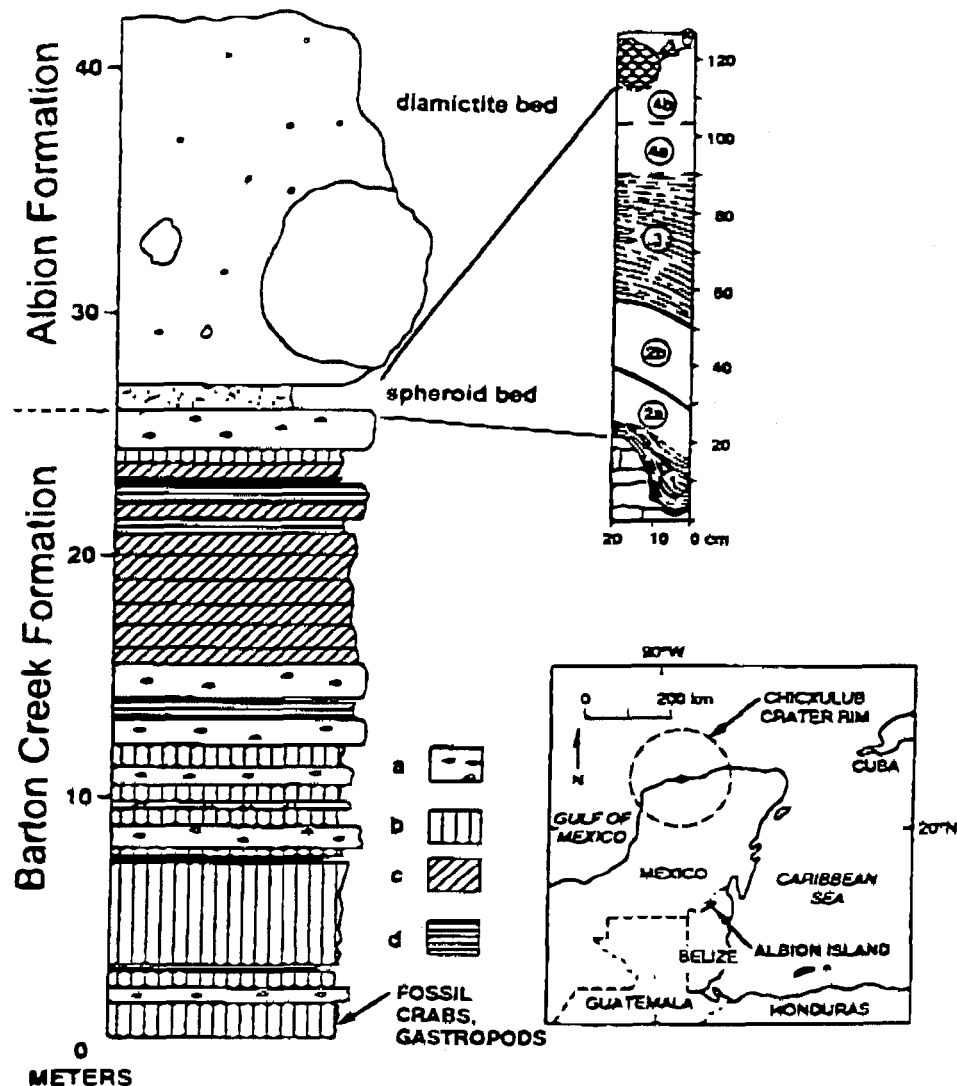 Albion Formation
Barton Creek Formation
40
30
20
10
0
METERS
diamictite bed
spheroid bed
120
100
80
60
40
20
4b
4a
3
2b
2a
1
20 10 0 cm
a
b
c
d
FOSSIL
CRABS,
GASTROPODS
90°W
0 200 km
N
CHICXULUB
CRATER RIM
CUBA
GULF OF
MEXICO
20°N
MEXICO
CARIBBEAN
SEA
BELIZE
ALBION ISLAND
GUATEMALA
HONDURAS